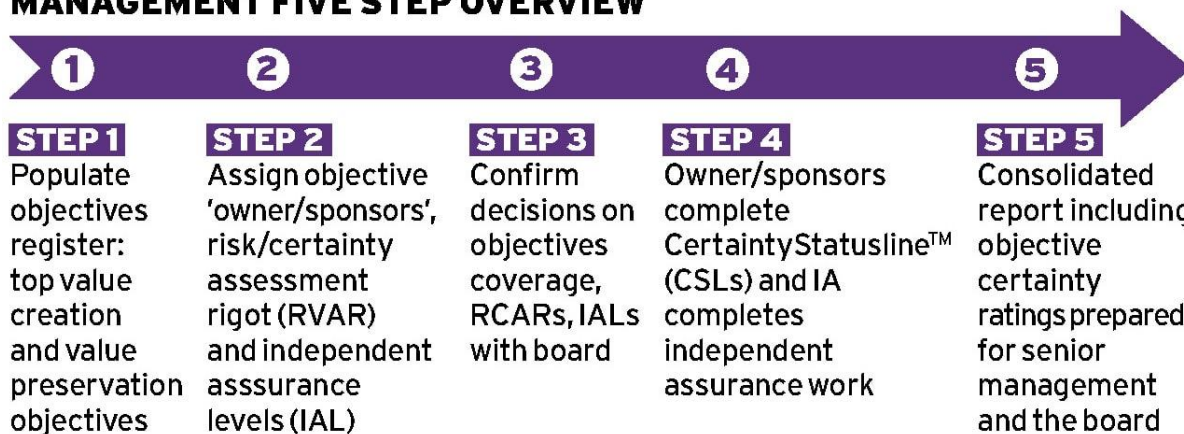 MANAGEMENT FIVE STEP OVERVIEW
1 2 3 4 5
STEP 1
Populate
objectives
register:
top value
creation
and value
preservation
objectives
STEP 2
Assign objective
'owner/sponsors',
risk/certainty
assessment
rigot (RVAR)
and independent
asssurance
levels (IAL)
STEP 3
Confirm
decisions on
objectives
coverage,
RCARs, IALs
with board
STEP 4
Owner/sponsors
complete
CertaintyStatusline™
(CSLs) and IA
completes
independent
assurance work
STEP 5
Consolidated
report including
objective
certainty
ratings prepared
for senior
management
and the board